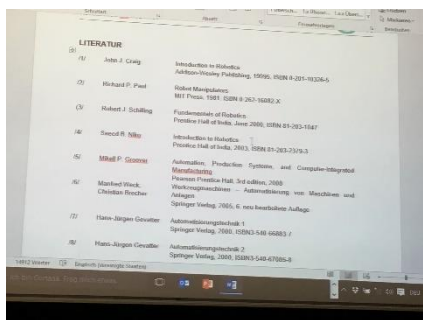 LITERATUR
/1/ John J. Craig Introduction to Robotics
Addison-Wesley Publishing, ISBN 0-201-10326-5
/2/ Richard P. Paul Robot Manipulators
MIT Press, 1981, ISBN 0-267-16082-X
/3/ Robert J. Schilling Fundamentals of Robotics
Prentice Hall of India, June 2000, ISBN 81-203-1047
/4/ Saeed B. Niku Introduction to Robotics
Prentice Hall of India, 2003, ISBN 81-203-7379-3
/5/ Mikell P. Groover Automation, Production Systems, and Computer-Integrated
Manufacturing
Pearson Prentice Hall, 3rd edition, 2008
/6/ Manfred Weck, Werkzeugmaschinen – Automatisierung von Maschinen und
Christian Brecher Anlagen
Springer Verlag, 2005, 6. neu bearbeitete Auflage
/7/ Hans-Jürgen Gevatter Automatisierungstechnik 1
Springer Verlag, 2000, ISBN3-540-66883-7
/8/ Hans-Jürgen Gevatter Automatisierungstechnik 2
Springer Verlag, 2000, ISBN3-540-67085-8
Wörter Englisch (Vereinigte Staaten)